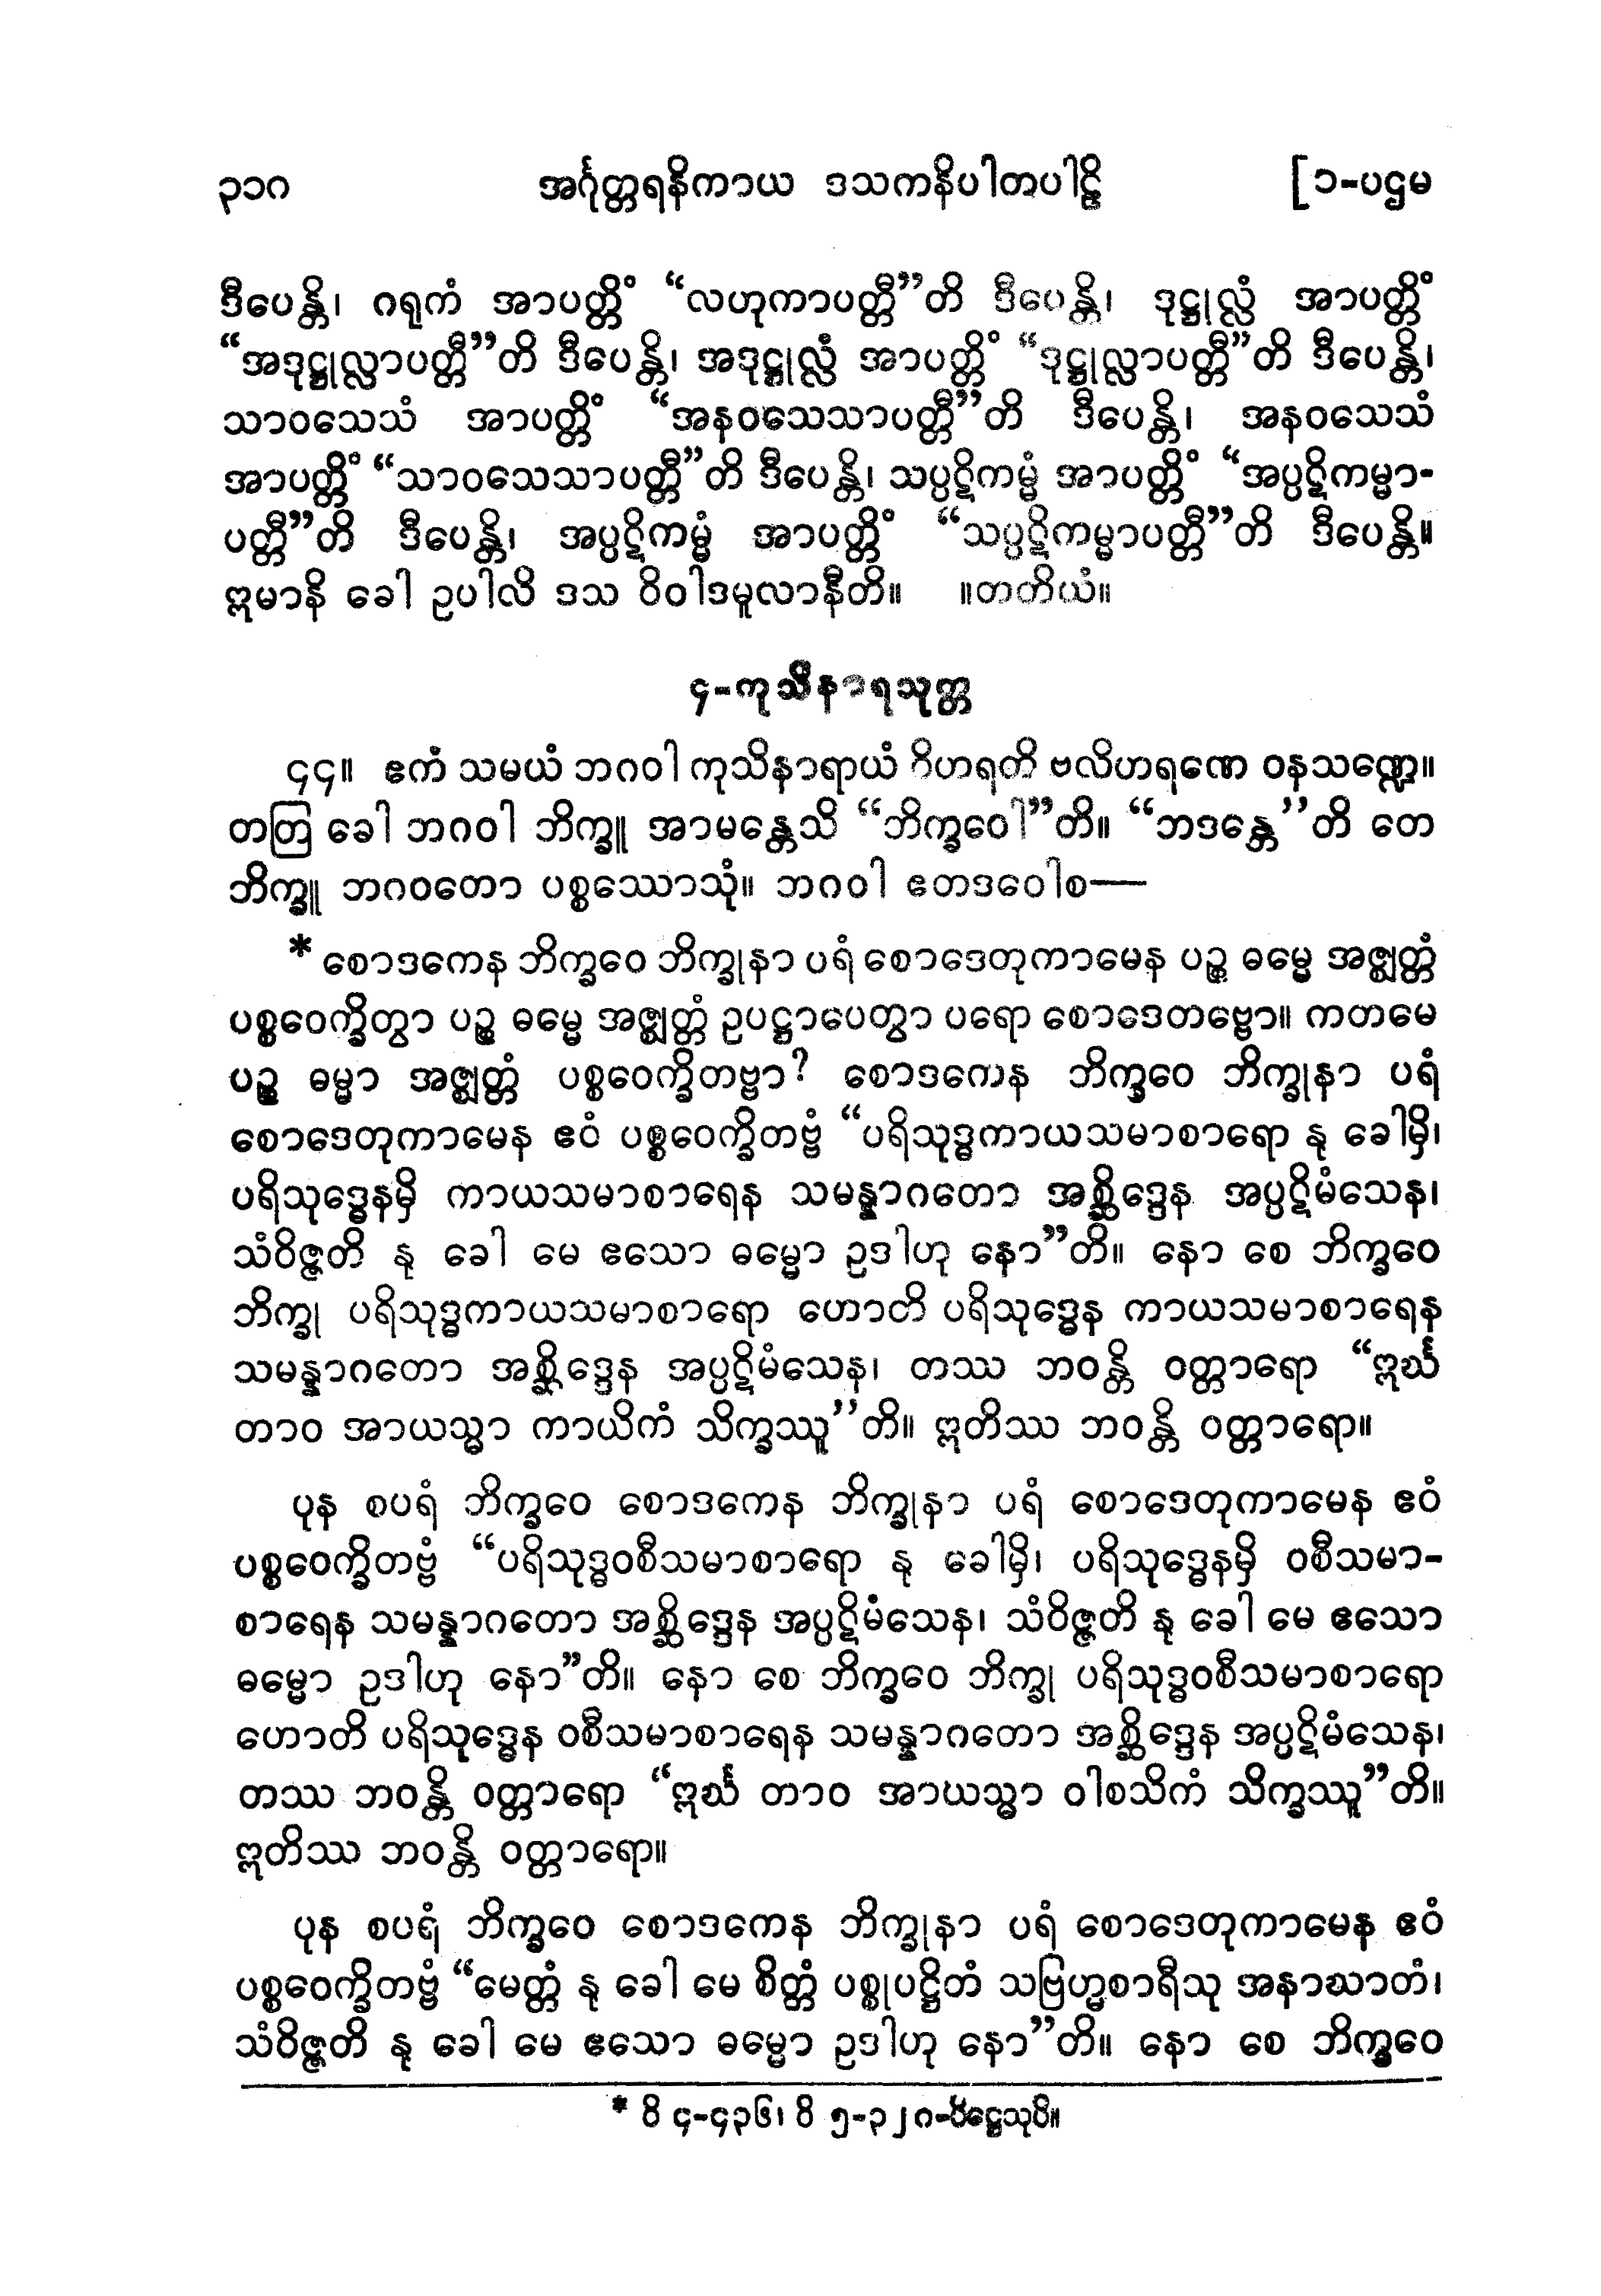 ၃၁၈ အင်္ဂုတ္တရနိကာယ ဒသကနိပါတပါဠိ [၁-ပဌမ
ဒီပေန္တိ၊ ဂရုကံ အာပတ္တိံ “လဟုကာပတ္တီ”တိ ဒီပေန္တိ၊ ဒုဋ္ဌုလ္လံ အာပတ္တိံ
“အဒုဋ္ဌုလ္လာပတ္တီ”တိ ဒီပေန္တိ၊ အဒုဋ္ဌုလ္လံ အာပတ္တိံ “ဒုဋ္ဌုလ္လာပတ္တီ”တိ ဒီပေန္တိ၊
သာဝသေသံ အာပတ္တိံ “အနဝသေသာပတ္တီ”တိ ဒီပေန္တိ၊ အနဝသေသံ
အာပတ္တိံ “သာဝသေသာပတ္တီ”တိ ဒီပေန္တိ၊ သပ္ပဋိကမ္မံ အာပတ္တိံ “အပ္ပဋိကမ္မာ-
ပတ္တီ”တိ ဒီပေန္တိ၊ အပ္ပဋိကမ္မံ အာပတ္တိံ “သပ္ပဋိကမ္မာပတ္တီ”တိ ဒီပေန္တိ။
ဣမာနိ ခေါ ဥပါလိ ဒသ ဝိဝါဒမူလာနီတိ။ ။တတိယံ။
၄-ကုသိနာရသုတ္တ
၄၄။ ဧကံ သမယံ ဘဂဝါ ကုသိနာရာယံ ဝိဟရတိ ဗလိဟရဏေ ဝနသဏ္ဍေ။
တတြ ခေါ ဘဂဝါ ဘိက္ခူ အာမန္တေသိ “ဘိက္ခဝေါ”တိ။ “ဘဒန္တေ”တိ တေ
ဘိက္ခူ ဘဂဝတော ပစ္စဿောသုံ။ ဘဂဝါ ဧတဒဝေါစ—
* စောဒကေန ဘိက္ခဝေ ဘိက္ခုနာ ပရံ စောဒေတုကာမေန ပဉ္စ ဓမ္မေ အဇ္ဈတ္တံ
ပစ္စဝေက္ခိတွာ ပဉ္စ ဓမ္မေ အဇ္ဈတ္တံ ဥပဋ္ဌာပေတွာ ပရော စောဒေတဗ္ဗော။ ကတမေ
ပဉ္စ ဓမ္မာ အဇ္ဈတ္တံ ပစ္စဝေက္ခိတဗ္ဗာ? စောဒကေန ဘိက္ခဝေ ဘိက္ခုနာ ပရံ
စောဒေတုကာမေန ဧဝံ ပစ္စဝေက္ခိတဗ္ဗံ “ပရိသုဒ္ဓကာယသမာစာရော နု ခေါမှိ၊
ပရိသုဒ္ဓေနမှိ ကာယသမာစာရေန သမန္နာဂတော အစ္ဆိဒ္ဒေန အပ္ပဋိမံသေန၊
သံဝိဇ္ဇတိ နု ခေါ မေ ဧသော ဓမ္မော ဥဒါဟု နော”တိ။ နော စေ ဘိက္ခဝေ
ဘိက္ခု ပရိသုဒ္ဓကာယသမာစာရော ဟောတိ ပရိသုဒ္ဓေန ကာယသမာစာရေန
သမန္နာဂတော အစ္ဆိဒ္ဒေန အပ္ပဋိမံသေန၊ တဿ ဘဝန္တိ ဝတ္တာရော “ဣင်္ဃ
တာဝ အာယသ္မာ ကာယိကံ သိက္ခဿူ”တိ။ ဣတိဿ ဘဝန္တိ ဝတ္တာရော။
ပုန စပရံ ဘိက္ခဝေ စောဒကေန ဘိက္ခုနာ ပရံ စောဒေတုကာမေန ဧဝံ
ပစ္စဝေက္ခိတဗ္ဗံ “ပရိသုဒ္ဓဝစီသမာစာရော နု ခေါမှိ၊ ပရိသုဒ္ဓေနမှိ ဝစီသမာ-
စာရေန သမန္နာဂတော အစ္ဆိဒ္ဒေန အပ္ပဋိမံသေန၊ သံဝိဇ္ဇတိ နု ခေါ မေ ဧသော
ဓမ္မော ဥဒါဟု နော”တိ။ နော စေ ဘိက္ခဝေ ဘိက္ခု ပရိသုဒ္ဓဝစီသမာစာရော
ဟောတိ ပရိသုဒ္ဓေန ဝစီသမာစာရေန သမန္နာဂတော အစ္ဆိဒ္ဒေန အပ္ပဋိမံသေန၊
တဿ ဘဝန္တိ ဝတ္တာရော “ဣင်္ဃ တာဝ အာယသ္မာ ဝါစသိကံ သိက္ခဿူ”တိ။
ဣတိဿ ဘဝန္တိ ဝတ္တာရော။
ပုန စပရံ ဘိက္ခဝေ စောဒကေန ဘိက္ခုနာ ပရံ စောဒေတုကာမေန ဧဝံ
ပစ္စဝေက္ခိတဗ္ဗံ “မေတ္တံ နု ခေါ မေ စိတ္တံ ပစ္စုပဋ္ဌိတံ သဗြဟ္မစာရီသု အနာဃာတံ၊
သံဝိဇ္ဇတိ နု ခေါ မေ ဧသော ဓမ္မော ဥဒါဟု နော”တိ။ နော စေ ဘိက္ခဝေ
* ဝိ ၄-၄၃၆၊ ဝိ ၅-၃၂၈-ပိဋ္ဌေသုပိ။